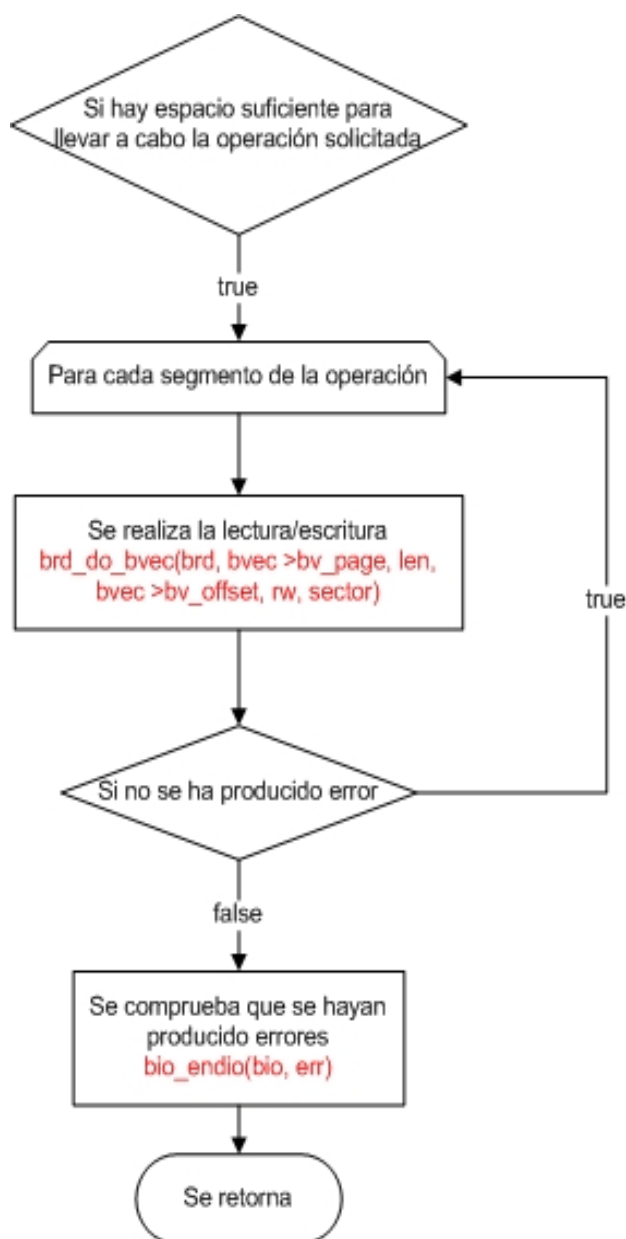 Si hay espacio suficiente para
llevar a cabo la operación solicitada
true
Para cada segmento de la operación
Se realiza la lectura/escritura
brd_do_bvec(brd, bvec >bv_page, len,
bvec >bv_offset, rw, sector)
true
Si no se ha producido error
false
Se comprueba que se hayan
producido errores
bio_endio(bio, err)
Se retorna